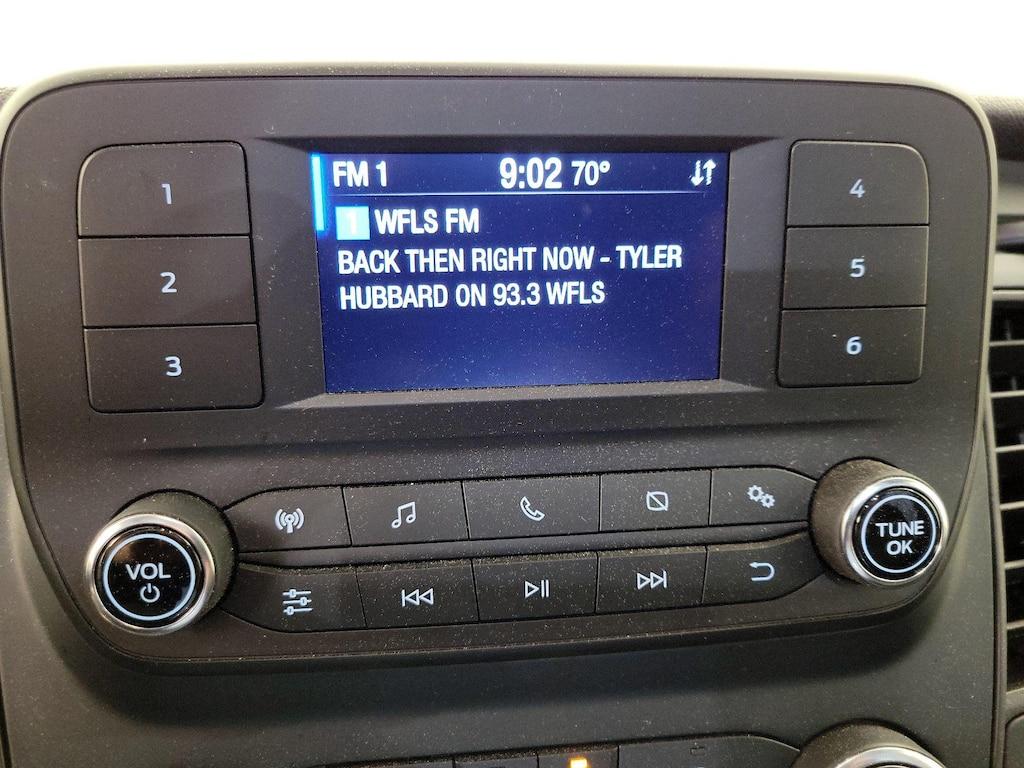 FM 1 9:02 70°
1 WFLS FM
BACK THEN RIGHT NOW - TYLER
HUBBARD ON 93.3 WFLS
1
2
3
4
5
6
VOL
TUNE
OK